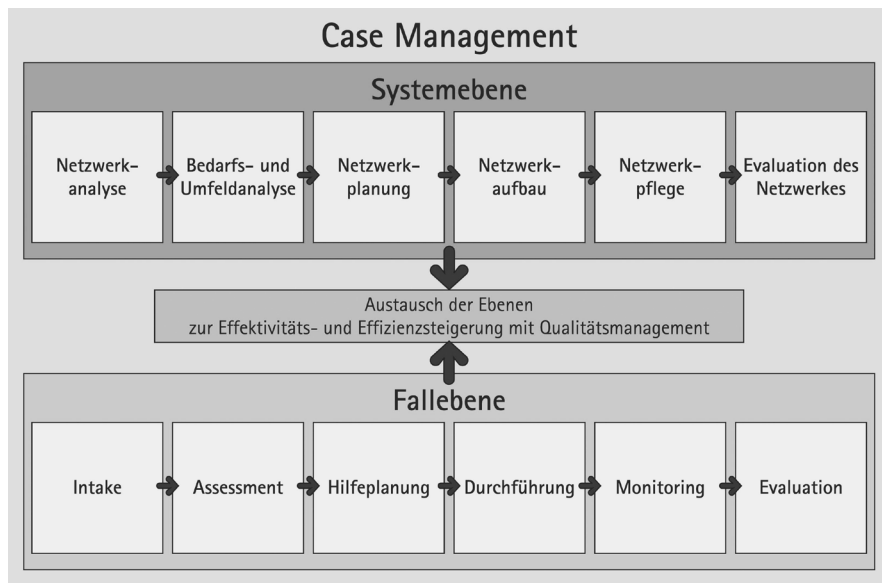 Case Management
Systemebene
Netzwerk-
analyse
Bedarfs- und
Umfeldanalyse
Netzwerk-
planung
Netzwerk-
aufbau
Netzwerk-
pflege
Evaluation des
Netzwerkes
Austausch der Ebenen
zur Effektivitäts- und Effizienzsteigerung mit Qualitätsmanagement
Fallebene
Intake
Assessment
Hilfeplanung
Durchführung
Monitoring
Evaluation